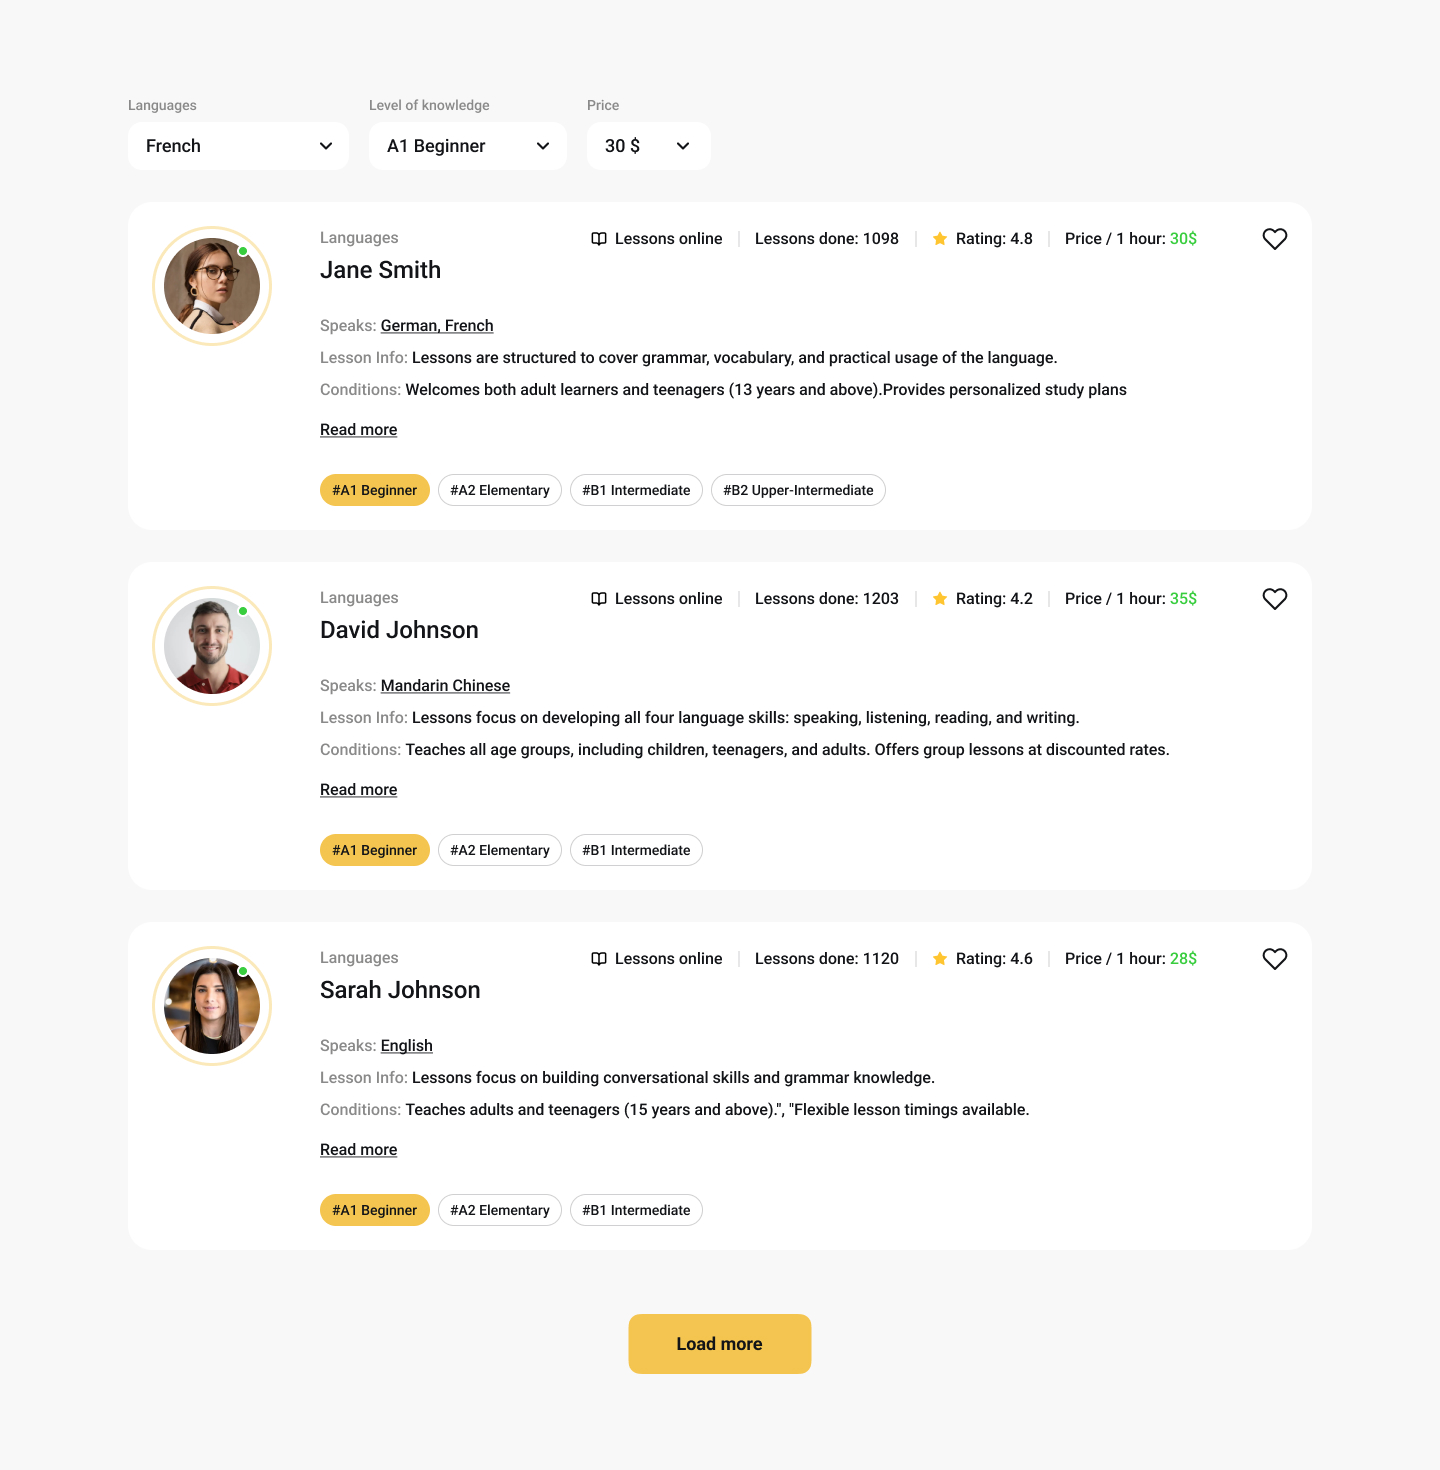 Languages
Level of knowledge
Price
French
A1 Beginner
30 $
Languages
Lessons online
Lessons done: 1098
Rating: 4.8
Price / 1 hour: 30$
Jane Smith
Speaks: German, French
Lesson Info: Lessons are structured to cover grammar, vocabulary, and practical usage of the language.
Conditions: Welcomes both adult learners and teenagers (13 years and above).Provides personalized study plans
Read more
#A1 Beginner
#A2 Elementary
#B1 Intermediate
#B2 Upper-Intermediate
Languages
Lessons online
Lessons done: 1203
Rating: 4.2
Price / 1 hour: 35$
David Johnson
Speaks: Mandarin Chinese
Lesson Info: Lessons focus on developing all four language skills: speaking, listening, reading, and writing.
Conditions: Teaches all age groups, including children, teenagers, and adults. Offers group lessons at discounted rates.
Read more
#A1 Beginner
#A2 Elementary
#B1 Intermediate
Languages
Lessons online
Lessons done: 1120
Rating: 4.6
Price / 1 hour: 28$
Sarah Johnson
Speaks: English
Lesson Info: Lessons focus on building conversational skills and grammar knowledge.
Conditions: Teaches adults and teenagers (15 years and above).", "Flexible lesson timings available.
Read more
#A1 Beginner
#A2 Elementary
#B1 Intermediate
Load more